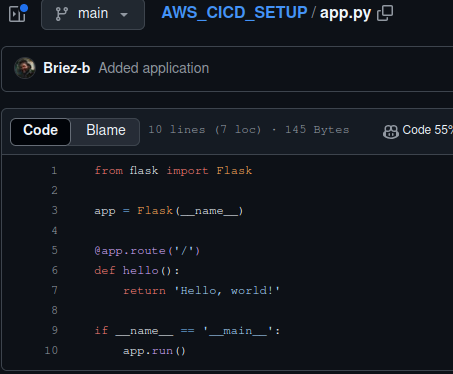 main
AWS_CICD_SETUP / app.py
Briez-b Added application
Code Blame 10 lines (7 loc) · 145 Bytes Code 55%
1 from flask import Flask
2
3 app = Flask(__name__)
4
5 @app.route('/')
6 def hello():
7 return 'Hello, world!'
8
9 if __name__ == '__main__':
10 app.run()